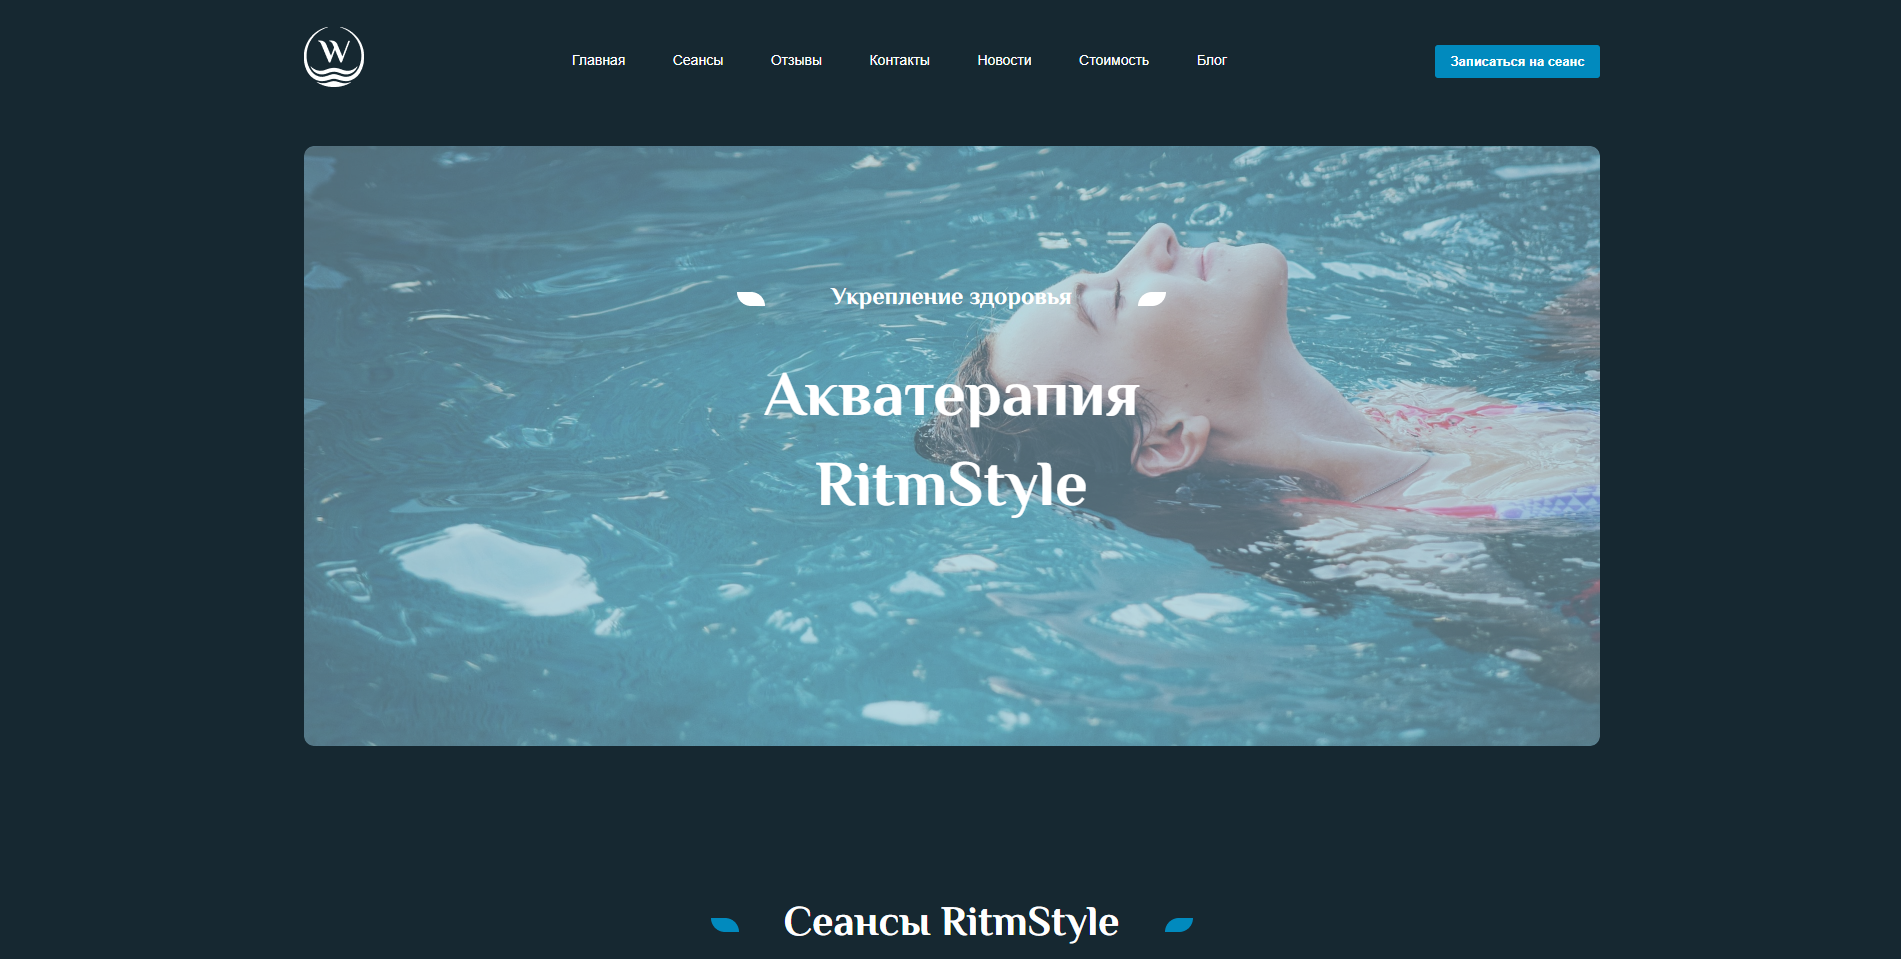 W
Главная Сеансы Отзывы Контакты Новости Стоимость Блог
Записаться на сеанс
Укрепление здоровья
Акватерапия
RitmStyle
Сеансы RitmStyle